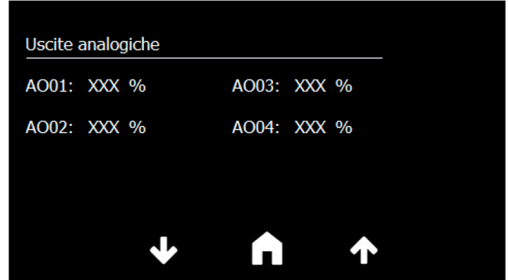 Uscite analogiche
AO01: XXX % AO03: XXX %
AO02: XXX % AO04: XXX %